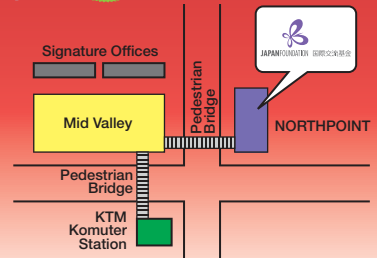 Signature Offices
JAPANFOUNDATION 国際交流基金
Mid Valley
Pedestrian
Bridge
NORTHPOINT
Pedestrian
Bridge
KTM
Komuter
Station